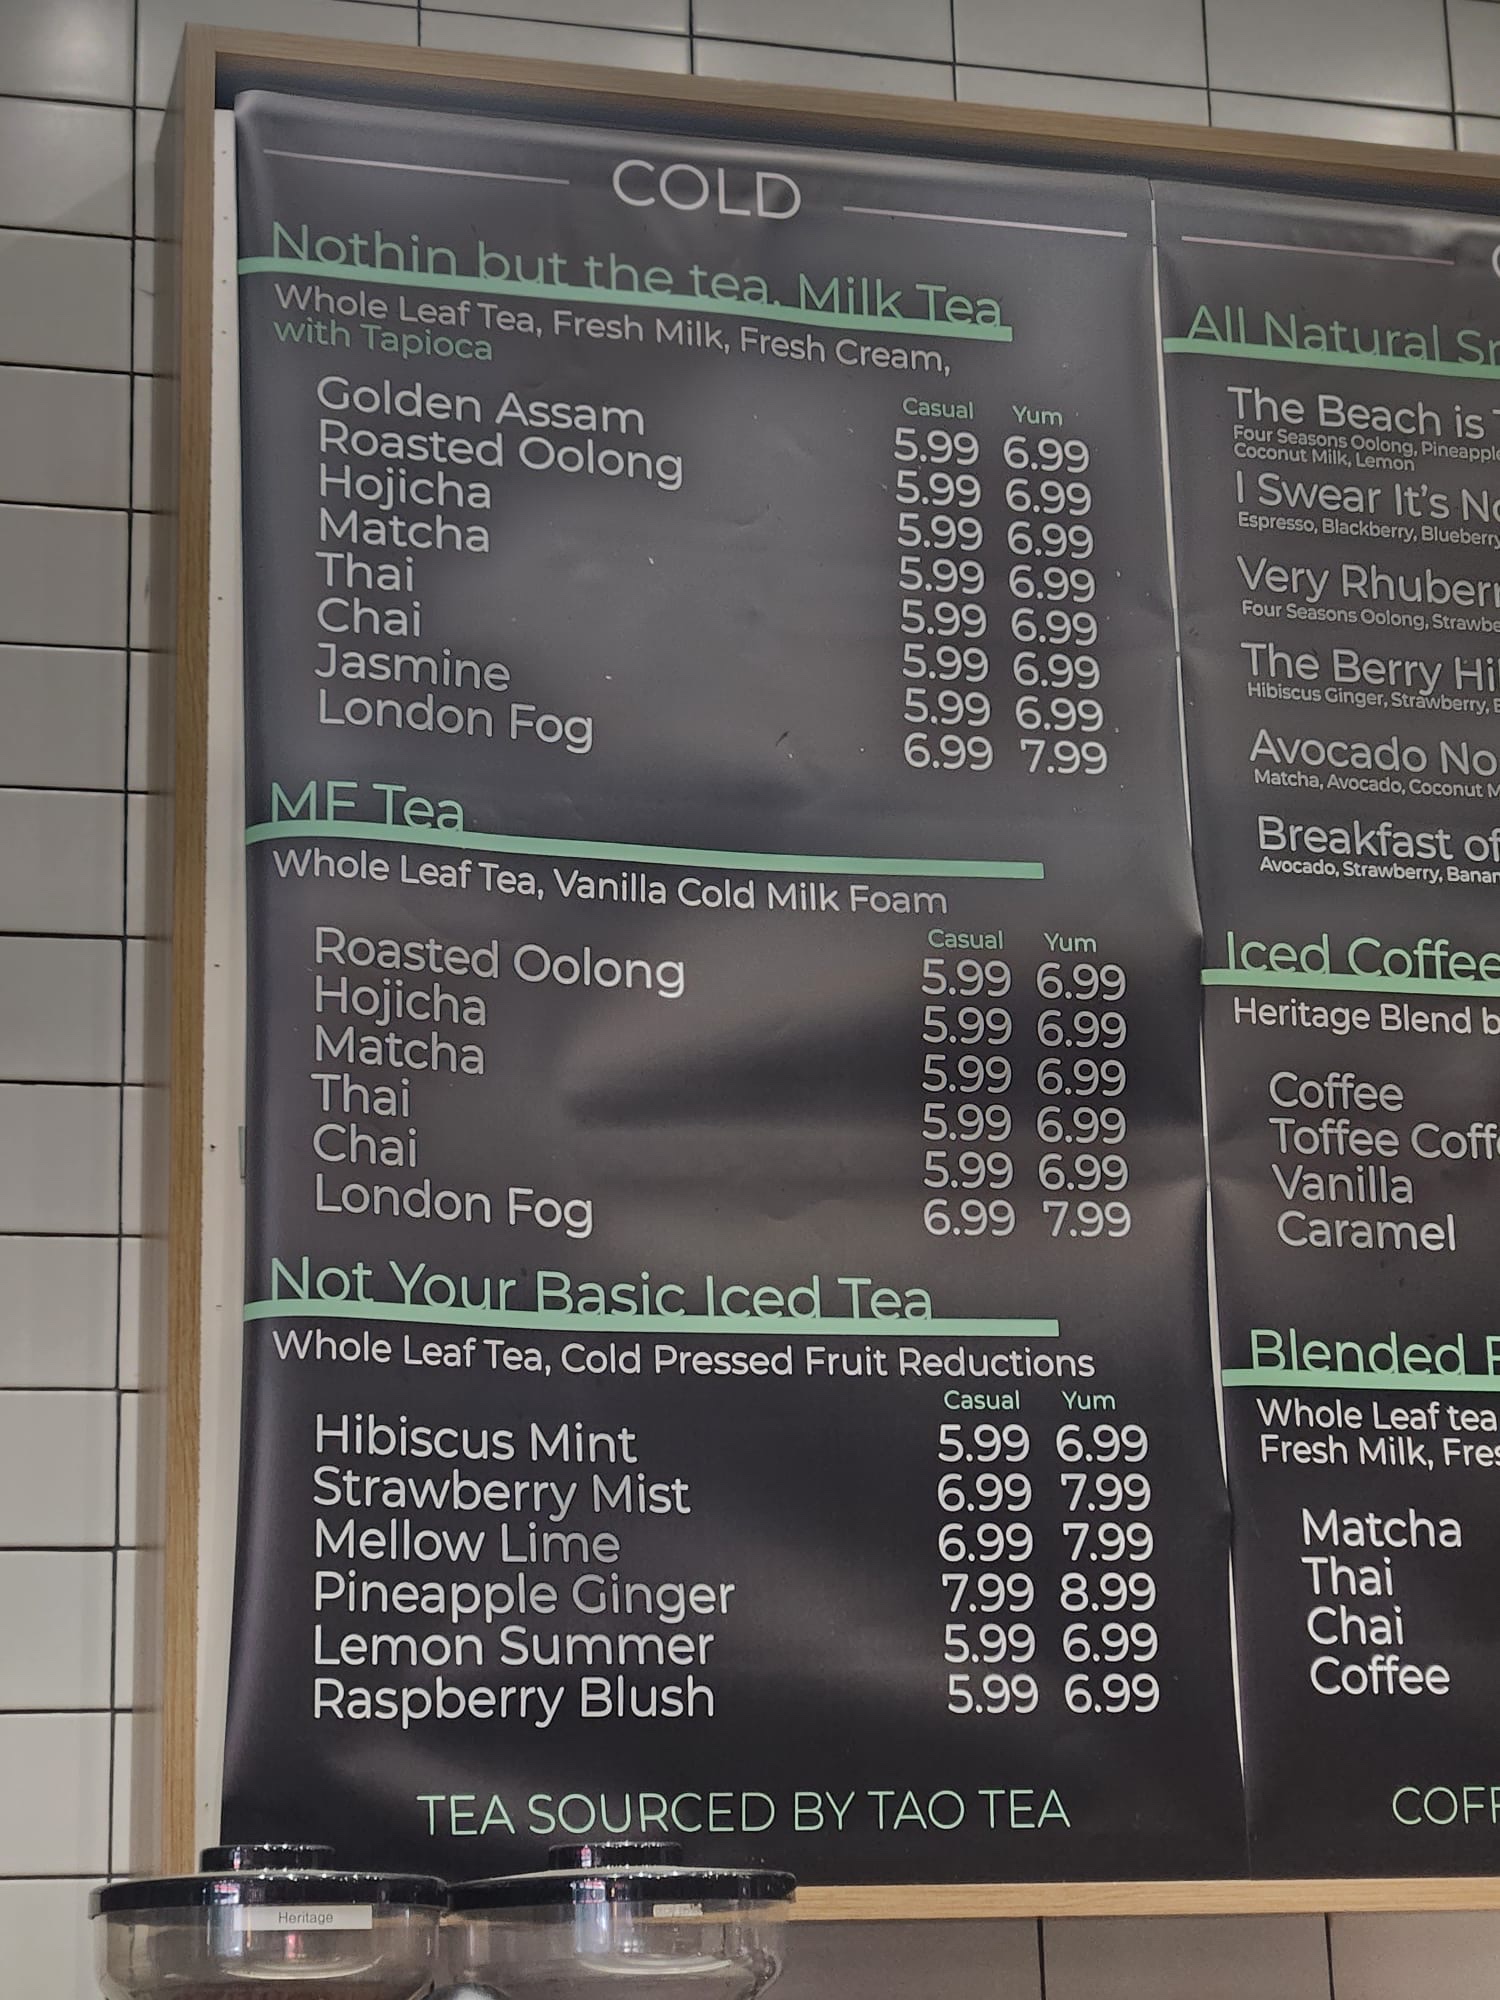 COLD
Nothin but the tea, Milk Tea
Whole Leaf Tea, Fresh Milk, Fresh Cream,
with Tapioca
Casual Yum
Golden Assam 5.99 6.99
Roasted Oolong 5.99 6.99
Hojicha 5.99 6.99
Matcha 5.99 6.99
Thai 5.99 6.99
Chai 5.99 6.99
Jasmine 5.99 6.99
London Fog 6.99 7.99
MF Tea
Whole Leaf Tea, Vanilla Cold Milk Foam
Casual Yum
Roasted Oolong 5.99 6.99
Hojicha 5.99 6.99
Matcha 5.99 6.99
Thai 5.99 6.99
Chai 5.99 6.99
London Fog 6.99 7.99
Not Your Basic Iced Tea
Whole Leaf Tea, Cold Pressed Fruit Reductions
Casual Yum
Hibiscus Mint 5.99 6.99
Strawberry Mist 6.99 7.99
Mellow Lime 6.99 7.99
Pineapple Ginger 7.99 8.99
Lemon Summer 5.99 6.99
Raspberry Blush 5.99 6.99
TEA SOURCED BY TAO TEA
All Natural
The Beach is
Four Seasons Oolong, Pineapple
Coconut Milk, Lemon
I Swear It's
Espresso, Blackberry, Blueberry
Very
Four Seasons Oolong,
The Berry
Hibiscus Ginger, Strawberry,
Avocado
Matcha, Avocado, Coconut
Breakfast of
Avocado, Strawberry,
Iced Coffee
Heritage Blend
Coffee
Toffee
Vanilla
Caramel
Blended
Whole Leaf tea
Fresh Milk,
Matcha
Thai
Chai
Coffee
Heritage